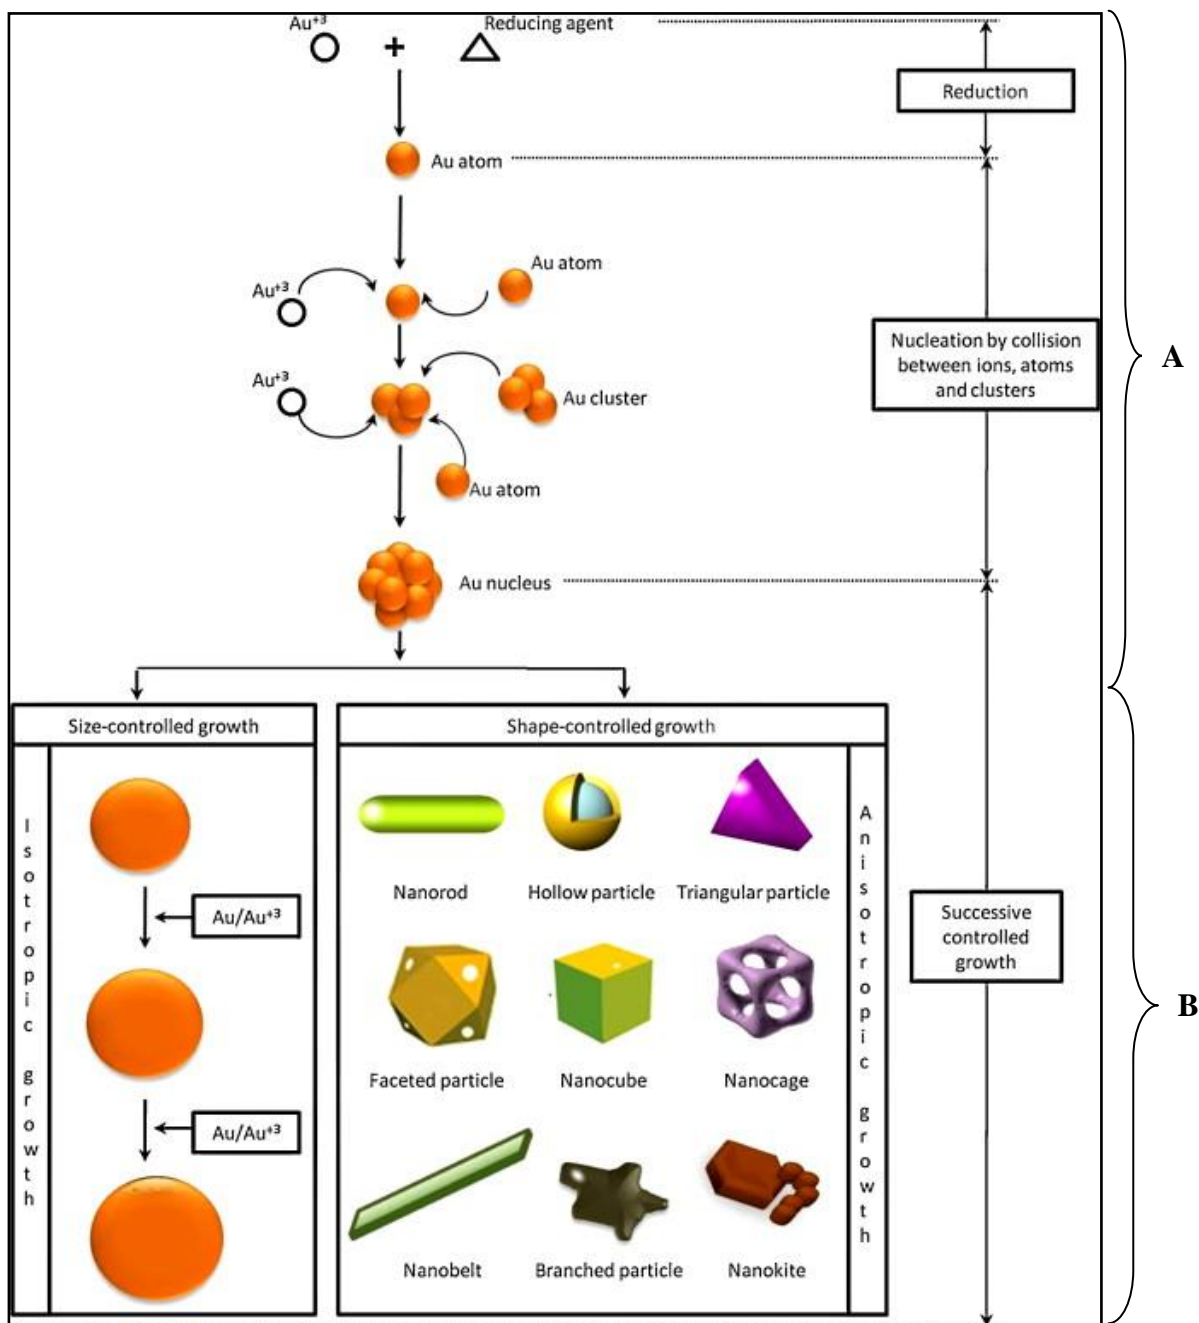 Au+3
+
Reducing agent
Reduction
Au atom
Au+3
Au atom
Nucleation by collision
between ions, atoms
and clusters
A
Au+3
Au cluster
Au atom
Au nucleus
Size-controlled growth
Isotropic growth
Au/Au+3
Au/Au+3
Shape-controlled growth
Nanorod
Hollow particle
Triangular particle
Faceted particle
Nanocube
Nanocage
Nanobelt
Branched particle
Nanokite
Anisotropic growth
Successive
controlled
growth
B